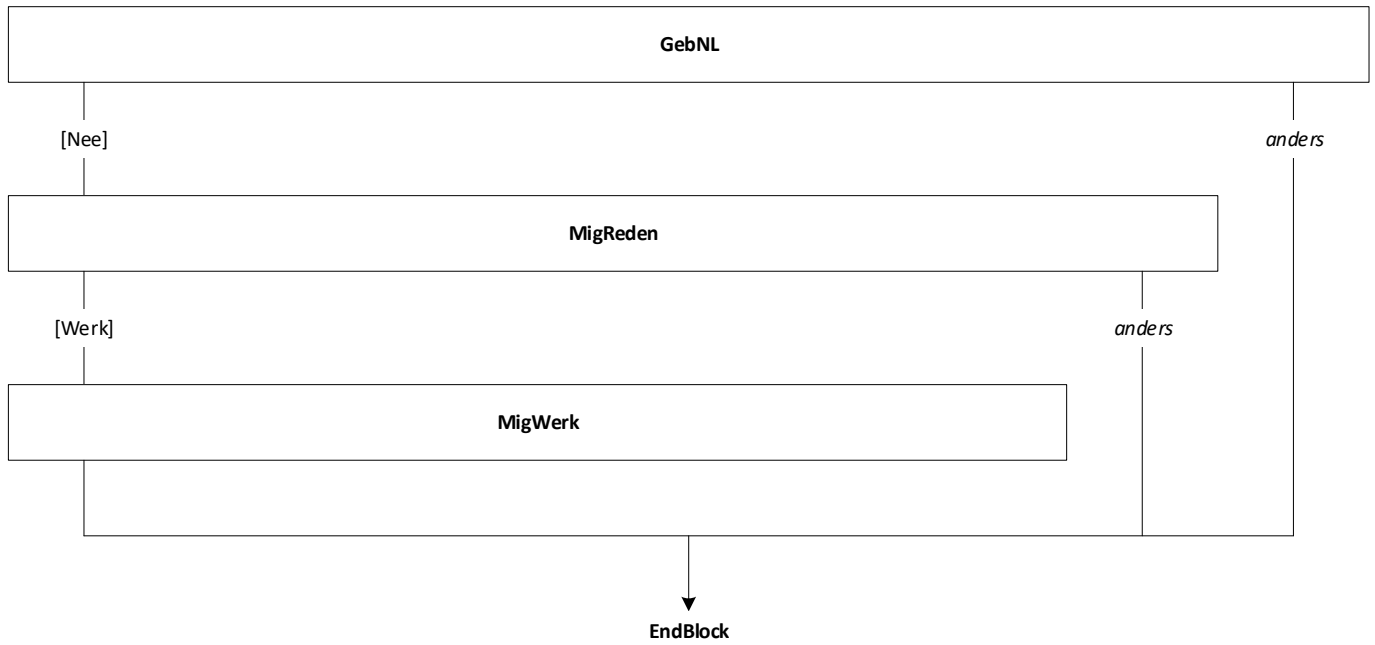 GebNL
[Nee]
anders
MigReden
[Werk]
anders
MigWerk
EndBlock